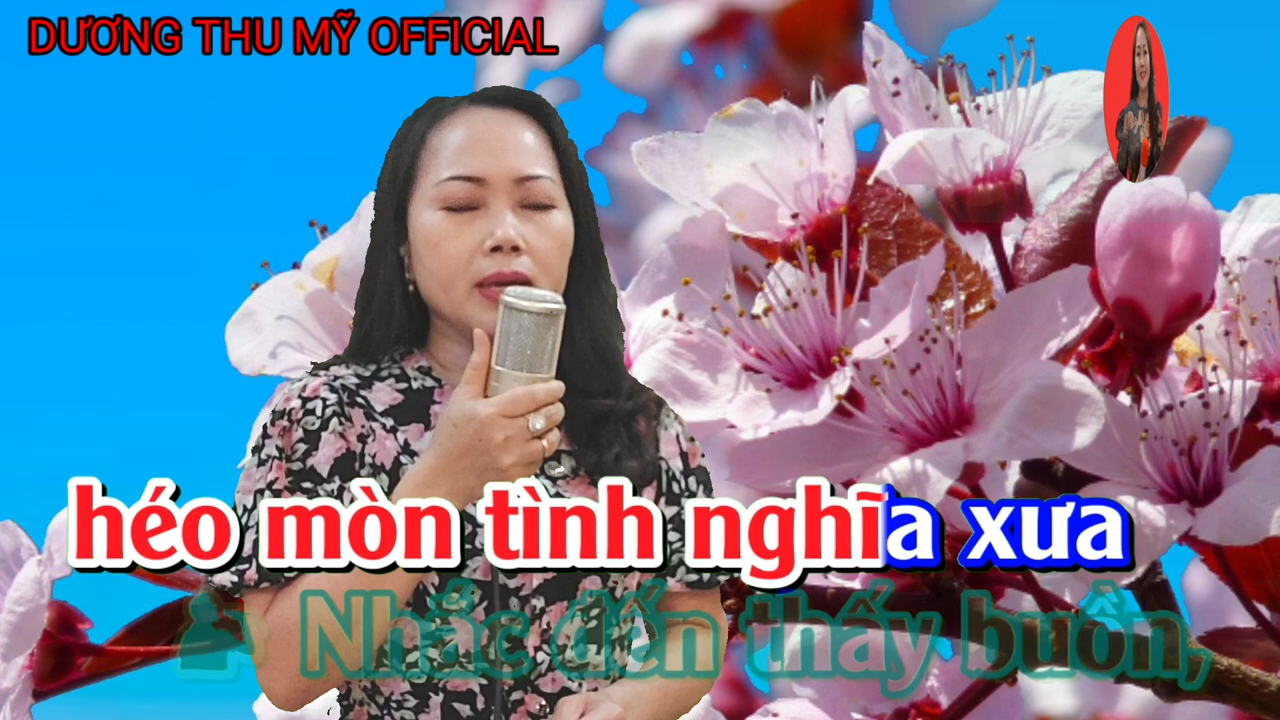 DƯƠNG THU MỸ OFFICIAL
héo mòn tình nghĩa xưa
Nhắc đến thấy buồn,